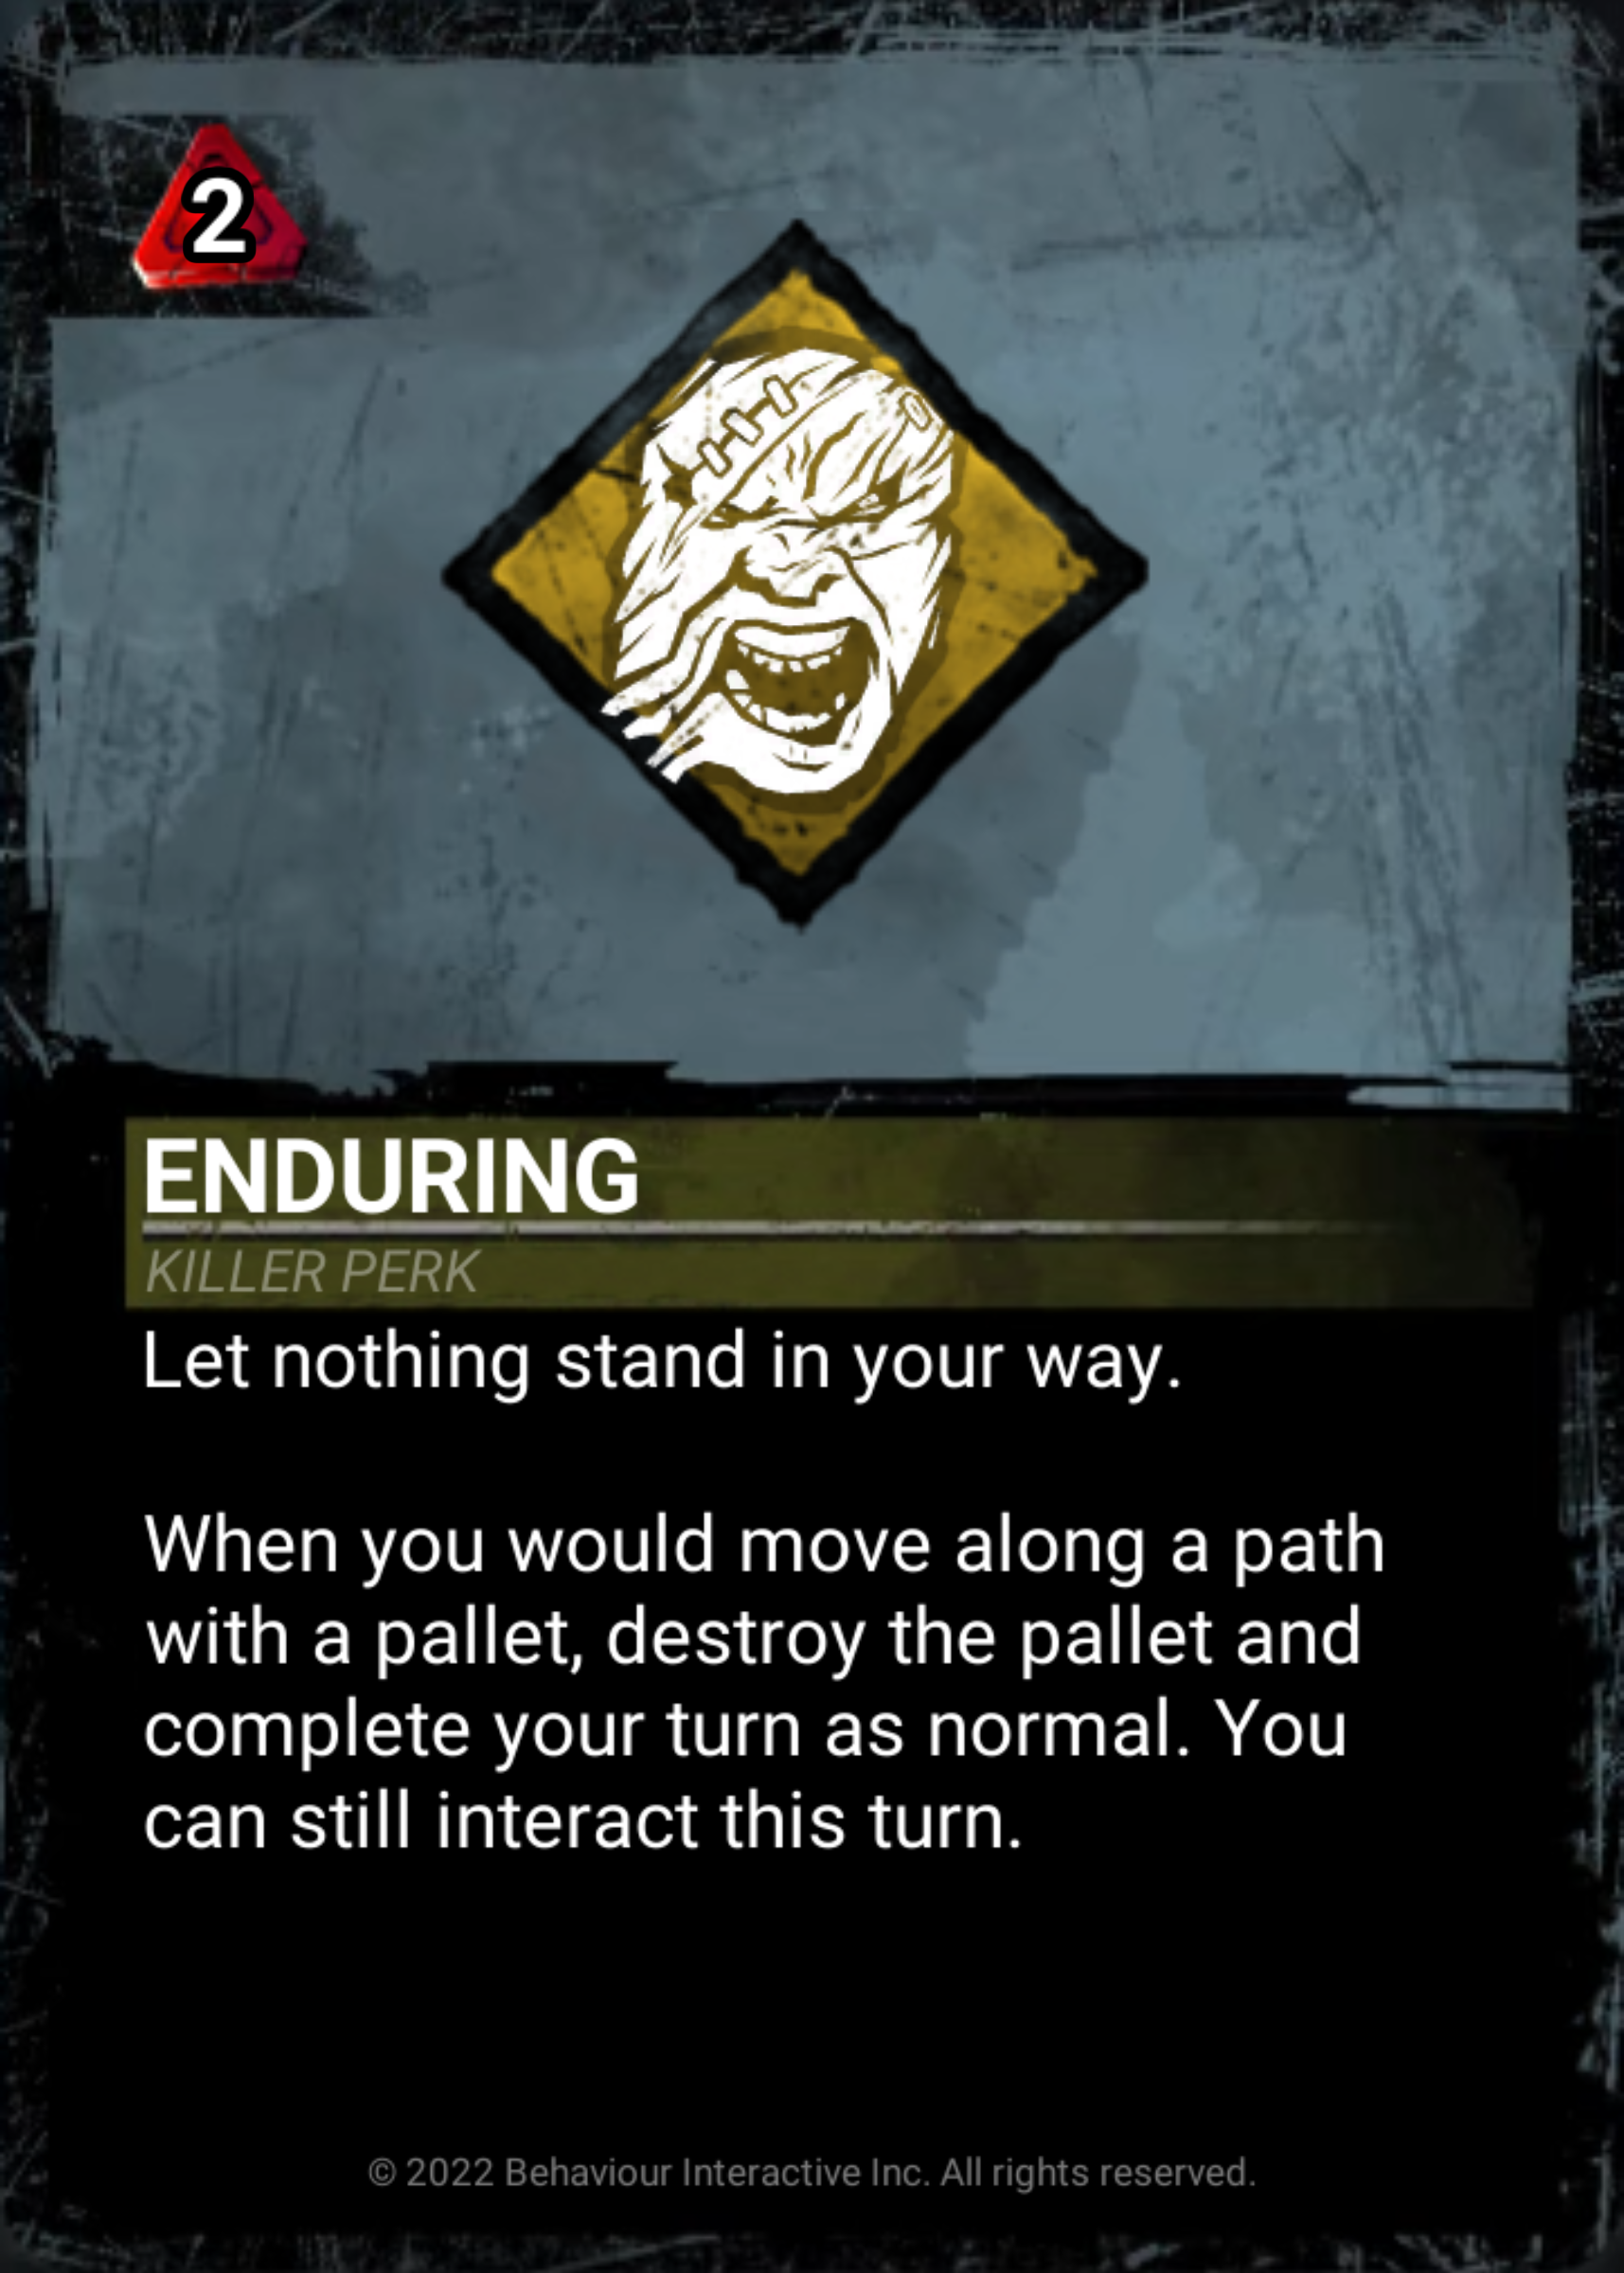 2
ENDURING
KILLER PERK
Let nothing stand in your way.
When you would move along a path
with a pallet, destroy the pallet and
complete your turn as normal. You
can still interact this turn.
© 2022 Behaviour Interactive Inc. All rights reserved.